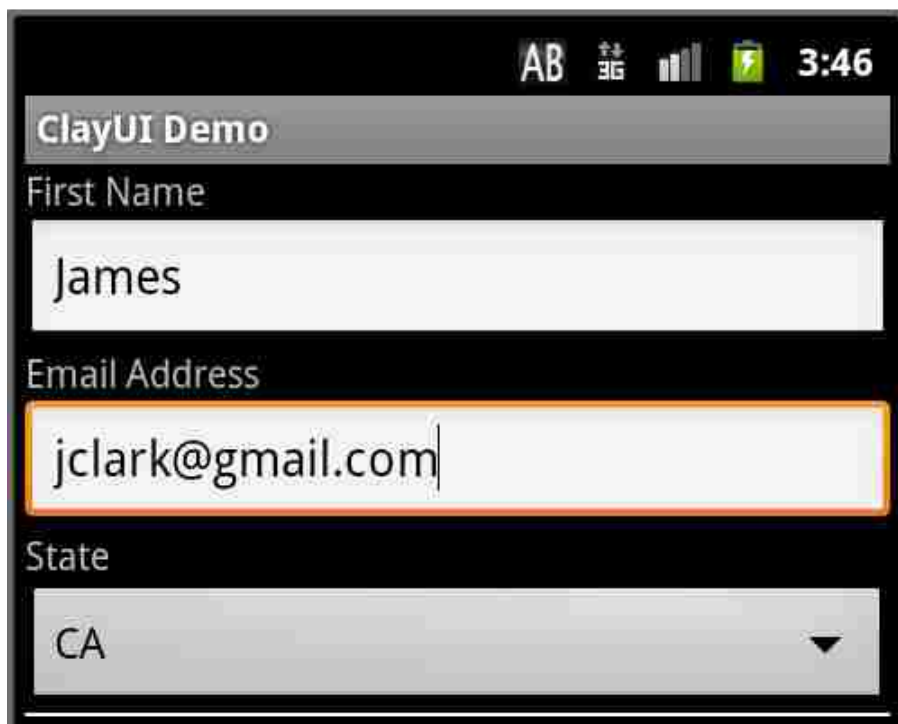 AB 3G 3:46
ClayUI Demo
First Name
James
Email Address
jclark@gmail.com
State
CA